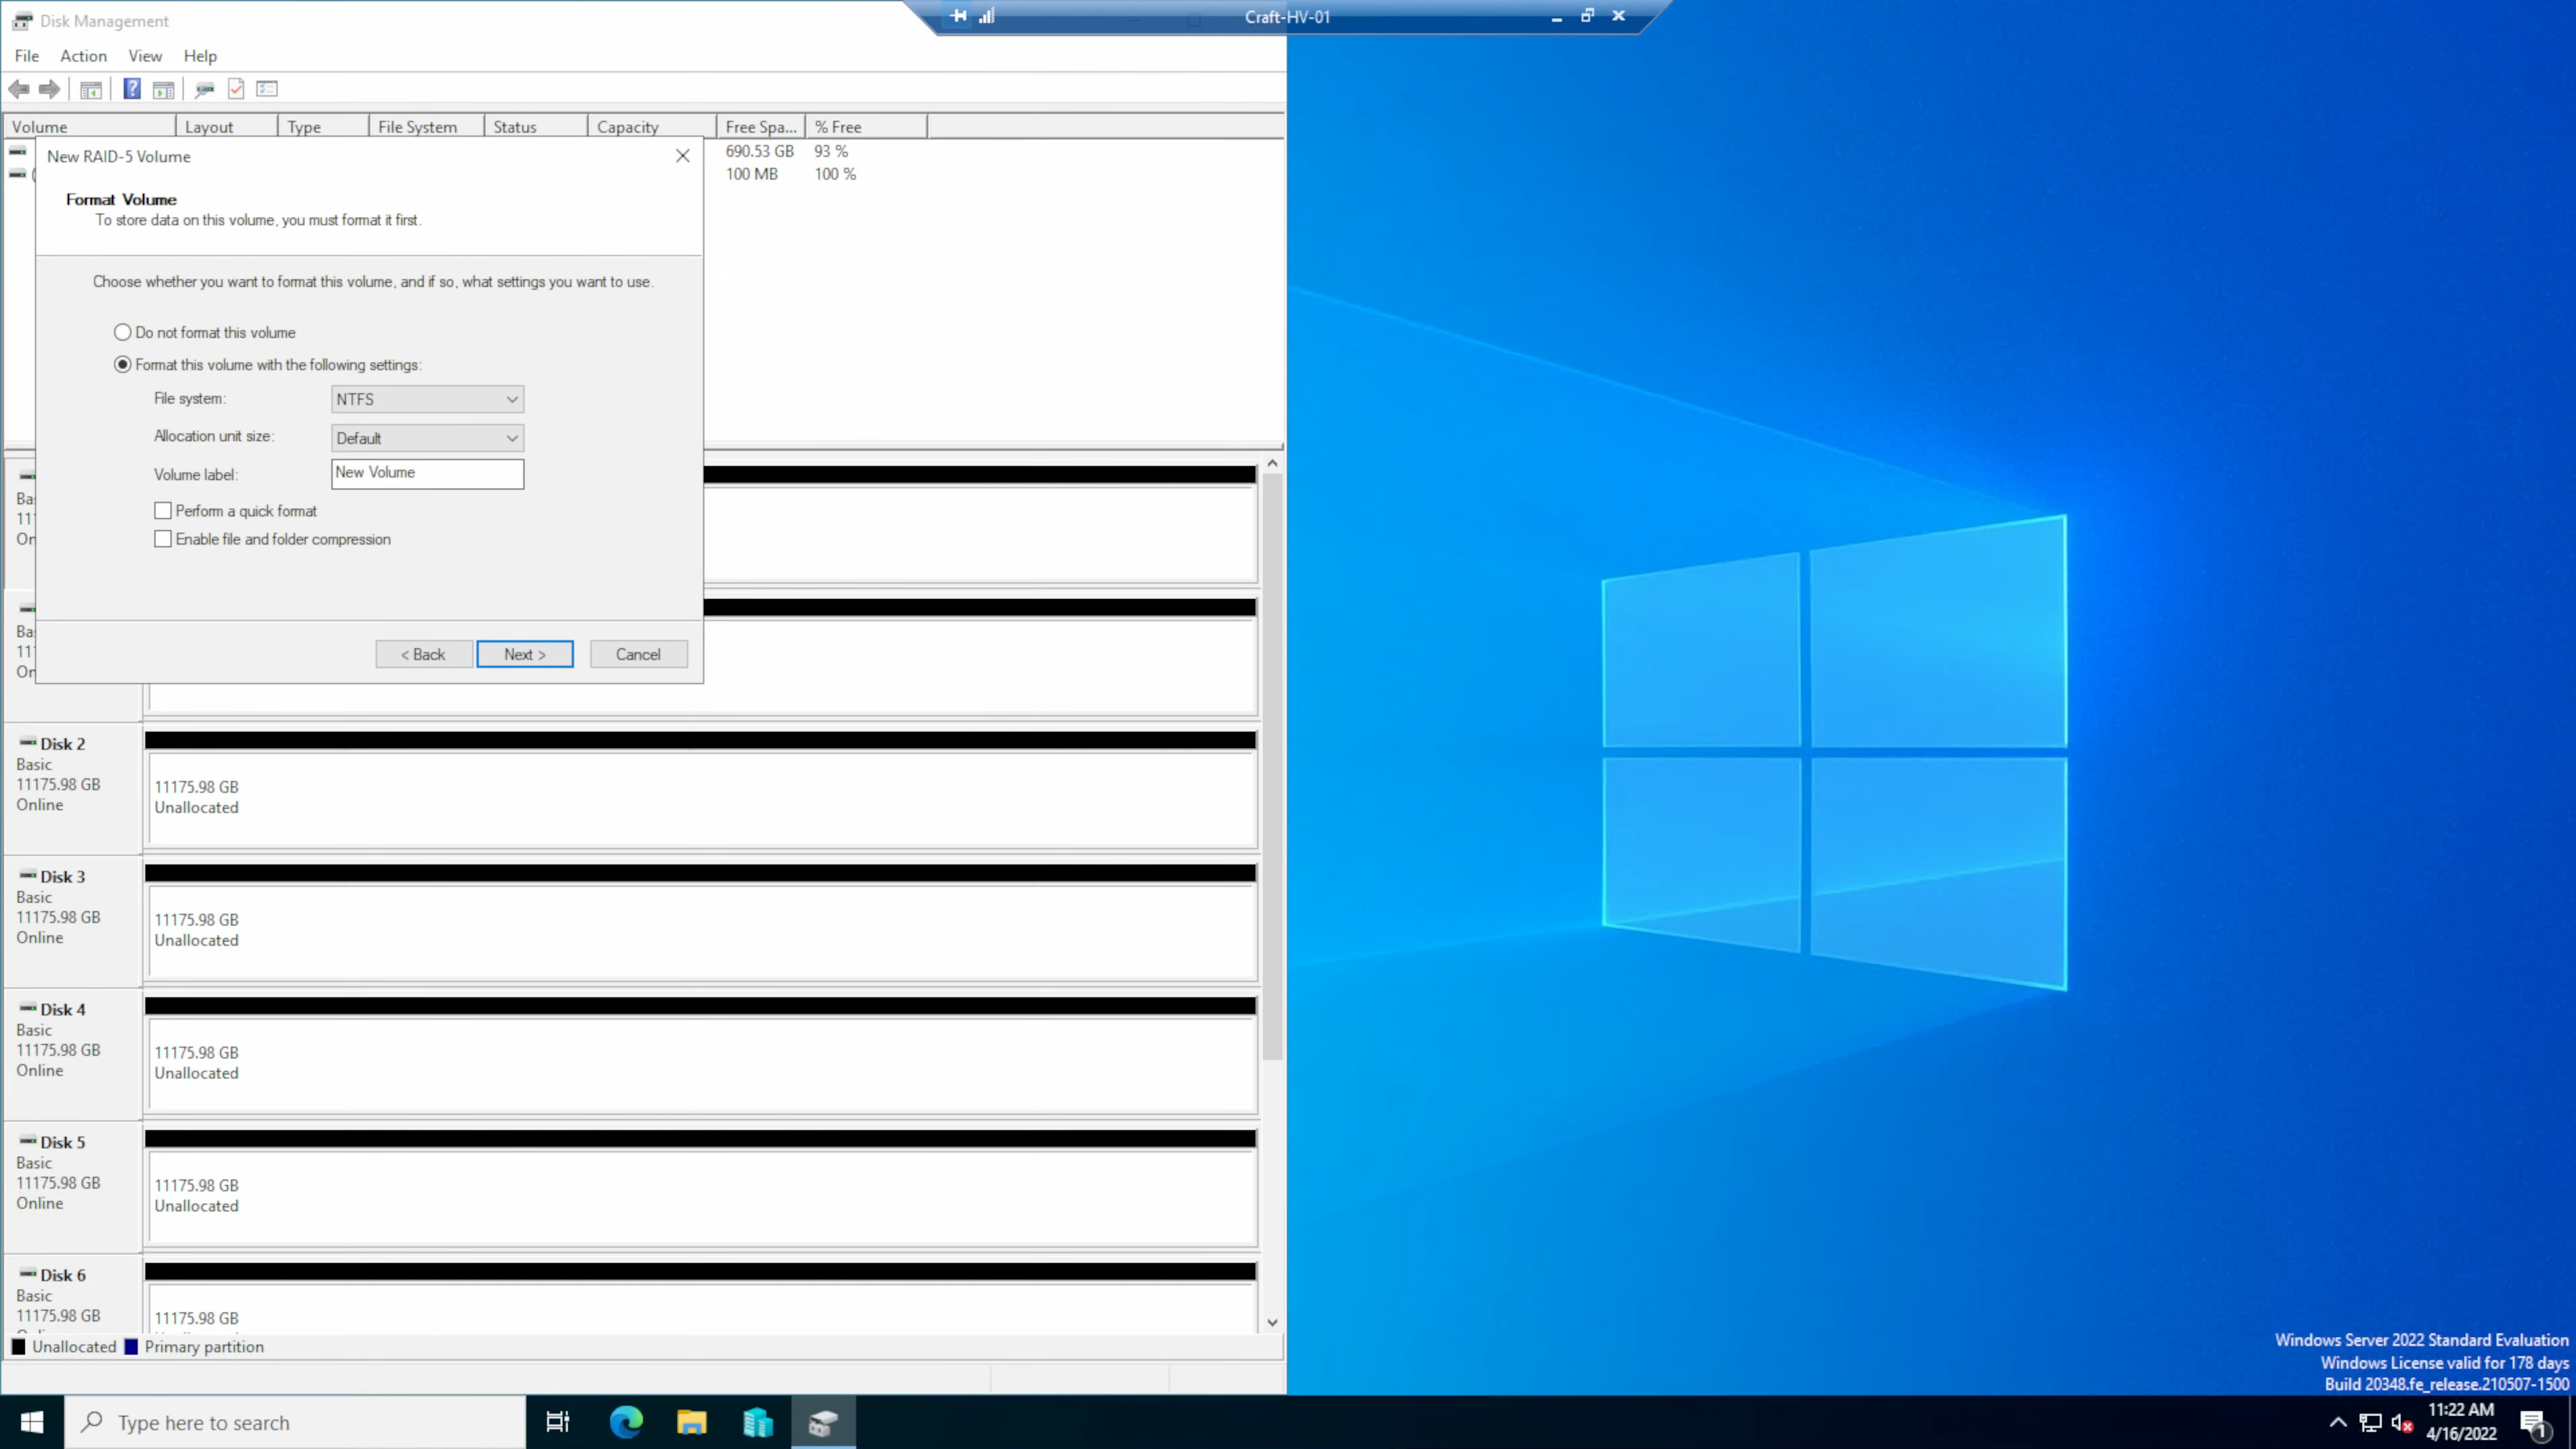 Disk Management
Craft-HV-01
File Action View Help
Volume Layout Type File System Status Capacity Free Spa... % Free
690.53 GB 93 %
100 MB 100 %
New RAID-5 Volume
Format Volume
To store data on this volume, you must format it first.
Choose whether you want to format this volume, and if so, what settings you want to use.
Do not format this volume
Format this volume with the following settings:
File system: NTFS
Allocation unit size: Default
Volume label: New Volume
Perform a quick format
Enable file and folder compression
< Back Next > Cancel
Ba
11
On
Ba
11
On
Disk 2
Basic
11175.98 GB
Online
11175.98 GB
Unallocated
Disk 3
Basic
11175.98 GB
Online
11175.98 GB
Unallocated
Disk 4
Basic
11175.98 GB
Online
11175.98 GB
Unallocated
Disk 5
Basic
11175.98 GB
Online
11175.98 GB
Unallocated
Disk 6
Basic
11175.98 GB
11175.98 GB
Unallocated Primary partition
Windows Server 2022 Standard Evaluation
Windows License valid for 178 days
Build 20348.fe_release.210507-1500
Type here to search
11:22 AM
4/16/2022
1